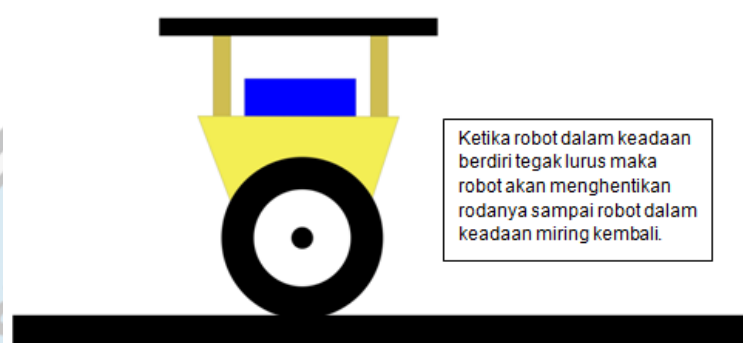 Ketika robot dalam keadaan
berdiri tegak lurus maka
robot akan menghentikan
rodanya sampai robot dalam
keadaan miring kembali.